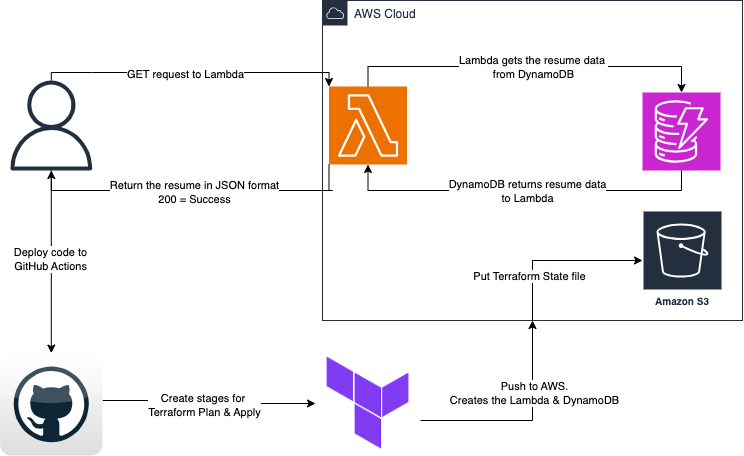 AWS Cloud
GET request to Lambda
Lambda gets the resume data
from DynamoDB
Return the resume in JSON format
200 = Success
DynamoDB returns resume data
to Lambda
Deploy code to
GitHub Actions
Put Terraform State file
Amazon S3
Create stages for
Terraform Plan & Apply
Push to AWS.
Creates the Lambda & DynamoDB